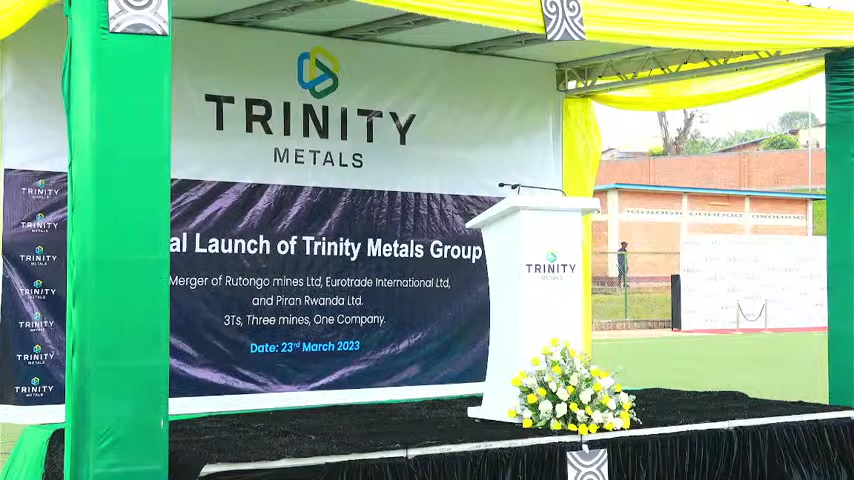 TRINITY
METALS
al Launch of Trinity Metals Group
Merger of Rutongo mines Ltd, Eurotrade International Ltd,
and Piran Rwanda Ltd.
3Ts, Three mines, One Company.
Date: 23rd March 2023
TRINITY
METALS
TRINITY
METALS
TRINITY
METALS
TRINITY
METALS
TRINITY
METALS
TRINITY
METALS
TRINITY
METALS
TRINITY
METALS